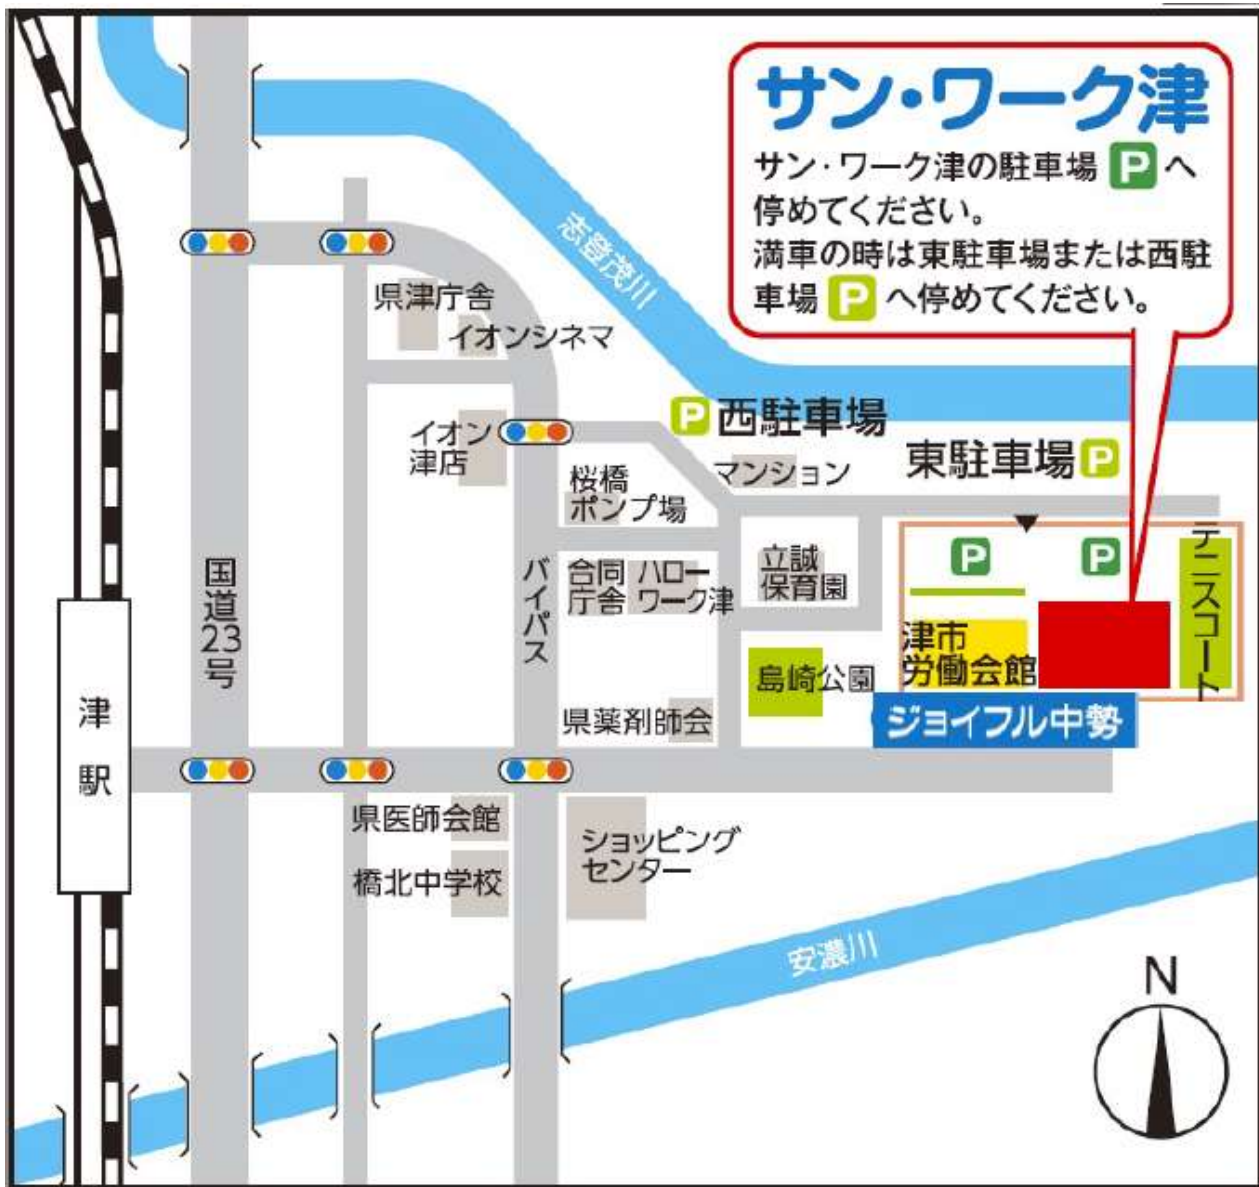 サン・ワーク津
サン・ワーク津の駐車場 P へ
停めてください。
満車の時は東駐車場または西駐
車場 P へ停めてください。
志登茂川
県津庁舎
イオンシネマ
P 西駐車場
東駐車場 P
イオン
津店
マンション
桜橋
ポンプ場
国道23号
バイパス
合同
庁舎
ハロー
ワーク津
立誠
保育園
P
P
テニスコート
津市
労働会館
島崎公園
県薬剤師会
ジョイフル中勢
津駅
県医師会館
橋北中学校
ショッピング
センター
安濃川
N